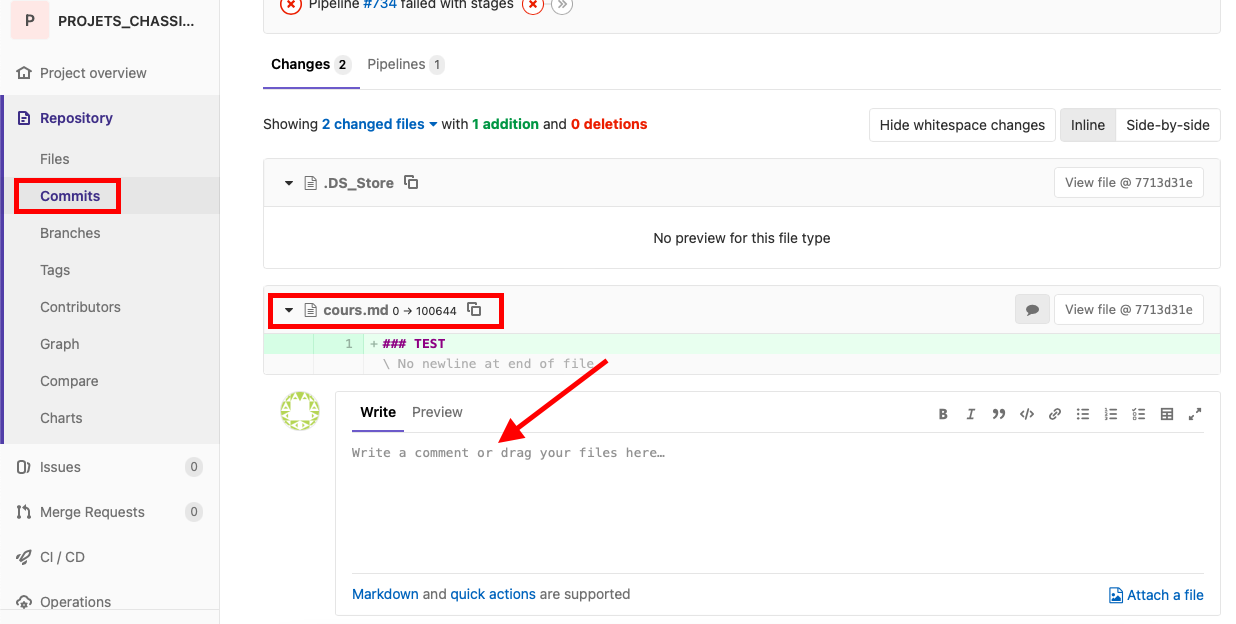 P PROJETS_CHASSI...
Project overview
Repository
Files
Commits
Branches
Tags
Contributors
Graph
Compare
Charts
Issues 0
Merge Requests 0
CI / CD
Operations
Pipeline #734 failed with stages
Changes 2 Pipelines 1
Showing 2 changed files with 1 addition and 0 deletions
Hide whitespace changes Inline Side-by-side
.DS_Store View file @ 7713d31e
No preview for this file type
cours.md 0 → 100644 View file @ 7713d31e
1 + ### TEST
\ No newline at end of file
Write Preview
Write a comment or drag your files here…
Markdown and quick actions are supported
Attach a file